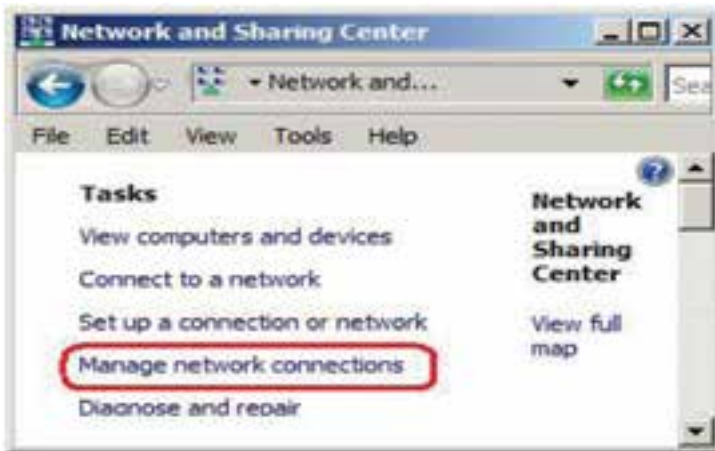 Network and Sharing Center
Network and...
Sea
File Edit View Tools Help
Tasks
View computers and devices
Connect to a network
Set up a connection or network
Manage network connections
Diagnose and repair
Network
and
Sharing
Center
View full
map